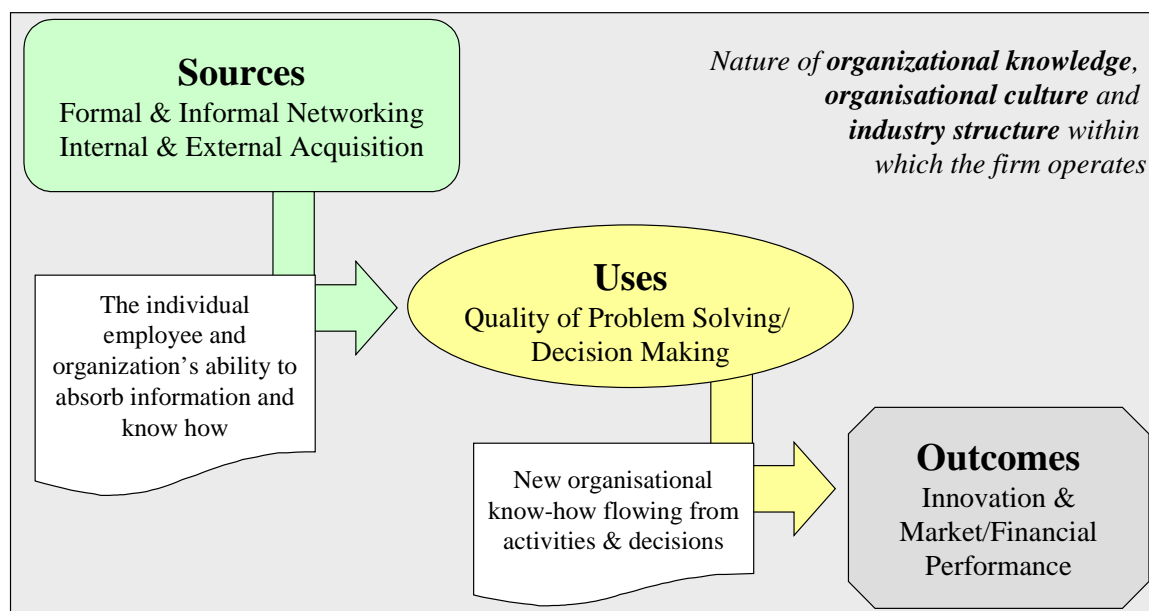 Sources
Formal & Informal Networking
Internal & External Acquisition
Nature of organizational knowledge,
organisational culture and
industry structure within
which the firm operates
The individual
employee and
organization's ability to
absorb information and
know how
Uses
Quality of Problem Solving/
Decision Making
New organisational
know-how flowing from
activities & decisions
Outcomes
Innovation &
Market/Financial
Performance